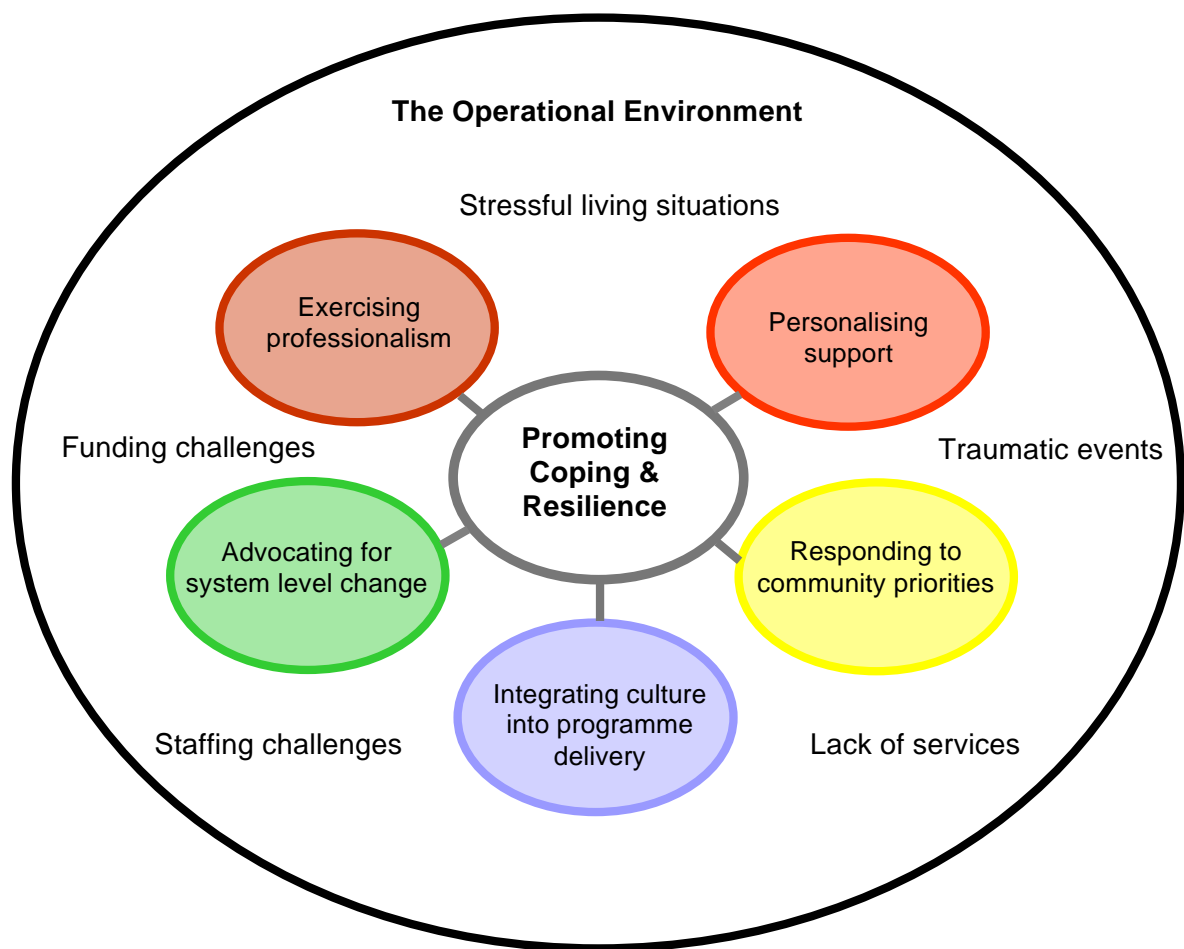 The Operational Environment
Stressful living situations
Exercising
professionalism
Personalising
support
Funding challenges
Promoting
Coping &
Resilience
Traumatic events
Advocating for
system level change
Responding to
community priorities
Integrating culture
into programme
delivery
Staffing challenges
Lack of services